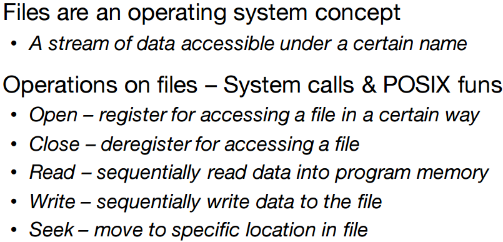 Files are an operating system concept
• A stream of data accessible under a certain name
Operations on files – System calls & POSIX funs
• Open – register for accessing a file in a certain way
• Close – deregister for accessing a file
• Read – sequentially read data into program memory
• Write – sequentially write data to the file
• Seek – move to specific location in file